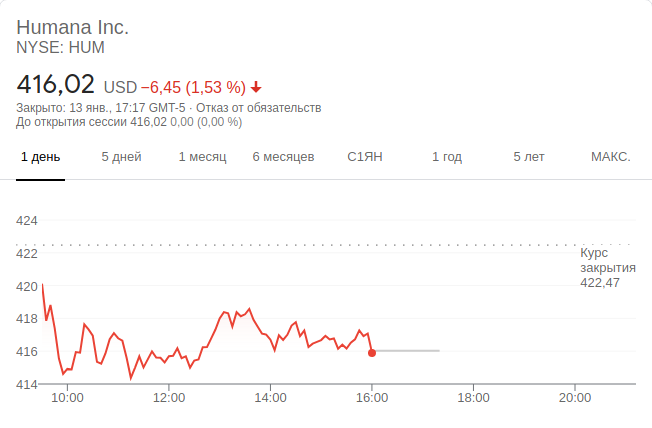 Humana Inc.
NYSE: HUM
416,02 USD −6,45 (1,53 %)
Закрыто: 13 янв., 17:17 GMT-5 · Отказ от обязательств
До открытия сессии 416,02 0,00 (0,00 %)
1 день 5 дней 1 месяц 6 месяцев С1ЯН 1 год 5 лет МАКС.
424
422
420
418
416
414
Курс
закрытия
422,47
10:00 12:00 14:00 16:00 18:00 20:00